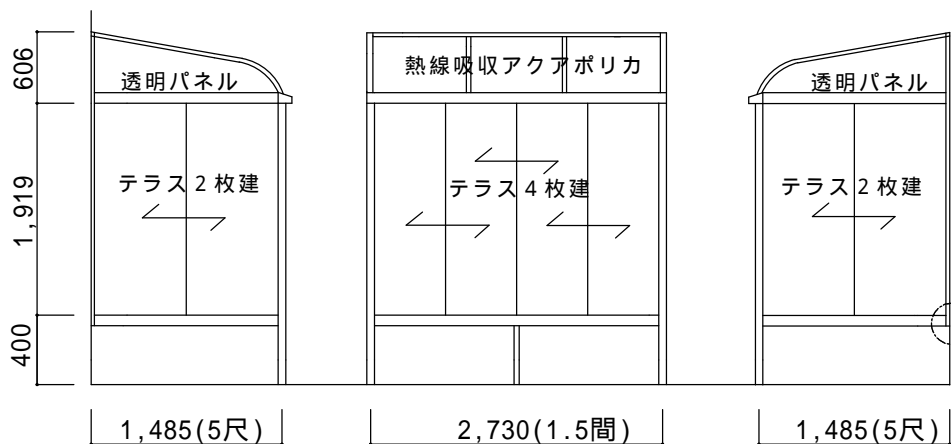 606
1,919
400
透明パネル
テラス2枚建
1,485(5尺)
熱線吸収アクアポリカ
テラス4枚建
2,730(1.5間)
透明パネル
テラス2枚建
1,485(5尺)